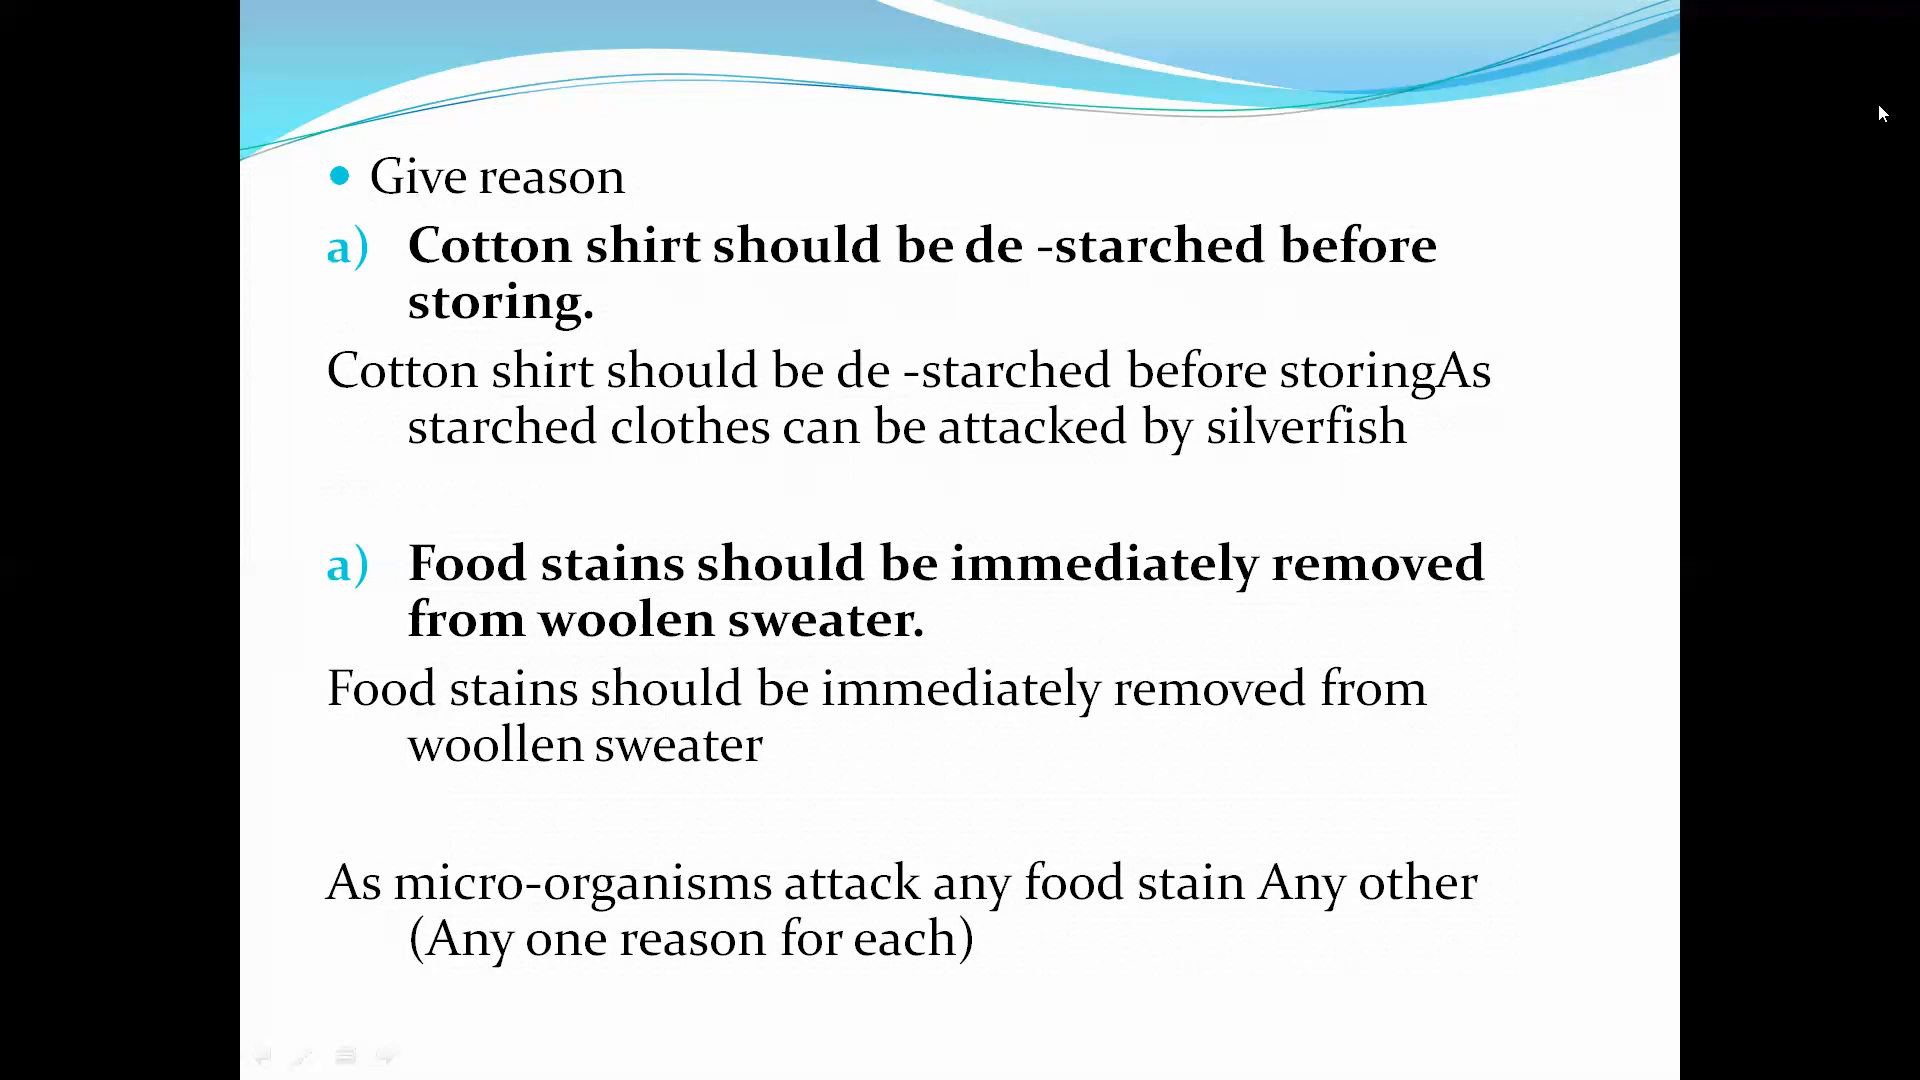 • Give reason
a) Cotton shirt should be de -starched before
storing.
Cotton shirt should be de -starched before storingAs
starched clothes can be attacked by silverfish
a) Food stains should be immediately removed
from woolen sweater.
Food stains should be immediately removed from
woollen sweater
As micro-organisms attack any food stain Any other
(Any one reason for each)